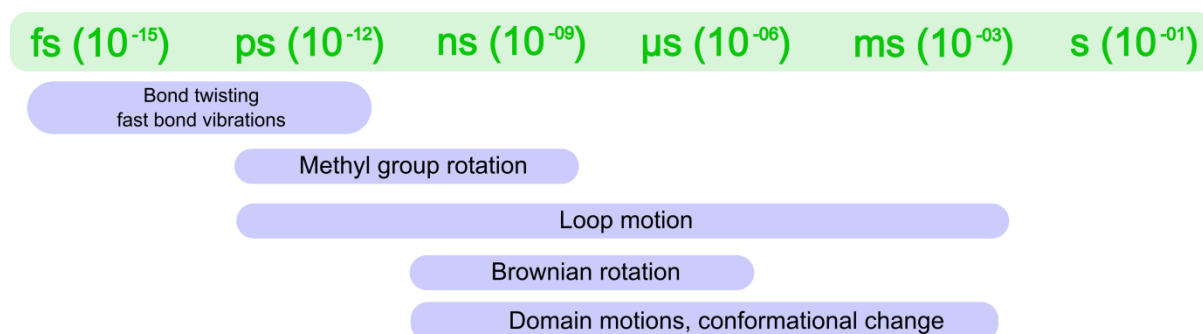 fs (10⁻¹⁵) ps (10⁻¹²) ns (10⁻⁰⁹) µs (10⁻⁰⁶) ms (10⁻⁰³) s (10⁻⁰¹)
Bond twisting
fast bond vibrations
Methyl group rotation
Loop motion
Brownian rotation
Domain motions, conformational change